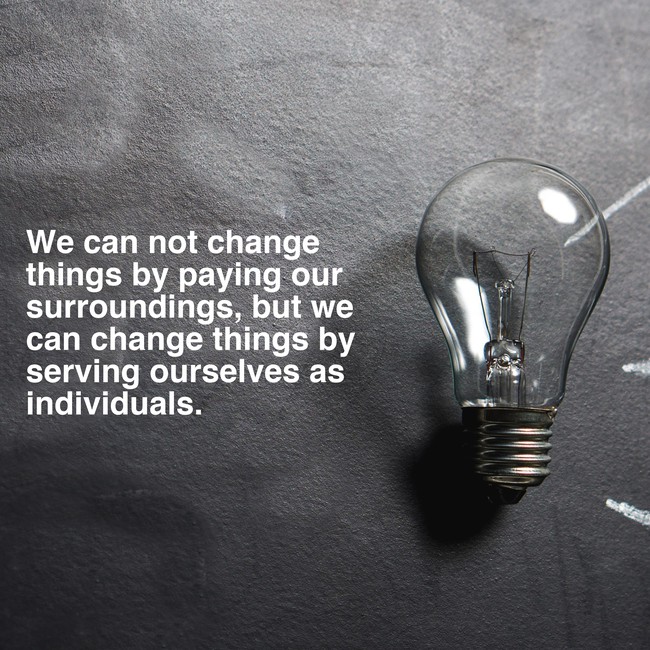 We can not change
things by paying our
surroundings, but we
can change things by
serving ourselves as
individuals.